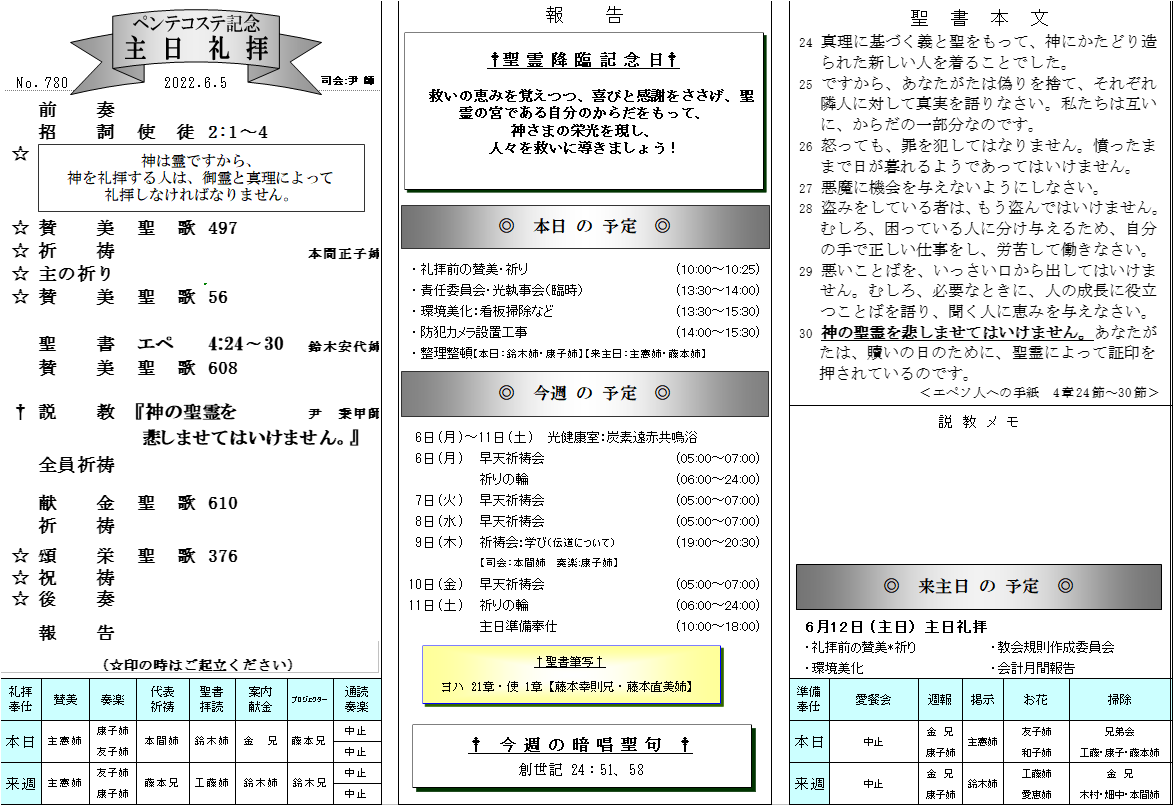 ペンテコステ記念
主日礼拝
No.780
2022.6.5
司会:尹 師
前 奏
招 詞 使 徒 2:1～4
☆
神は霊ですから、
神を礼拝する人は、御霊と真理によって
礼拝しなければなりません。
☆ 賛 美 聖 歌 497
☆ 祈 祷 本間正子姉
☆ 主の祈り
☆ 賛 美 聖 歌 56
聖 書 エペ 4:24～30 鈴木安代姉
賛 美 聖 歌 608
† 説 教 『神の聖霊を 尹 秉甲師
悲しませてはいけません。』
全員祈祷
献 金 聖 歌 610
祈 祷
☆ 頌 栄 聖 歌 376
☆ 祝 祷
☆ 後 奏
報 告
(☆印の時はご起立ください)
礼拝奉仕 賛美 奏楽 代表祈祷 聖書拝読 案内献金 プロジェクター 通読奏楽
本日 主憲姉 康子姉 友子姉 本間姉 鈴木姉 金 兄 藤本兄 中止 中止
来週 主憲姉 友子姉 康子姉 藤本兄 工藤姉 鈴木姉 鈴木兄 中止 中止
報 告
†聖霊降臨記念日†
救いの恵みを覚えつつ、喜びと感謝をささげ、聖
霊の宮である自分のからだをもって、
神さまの栄光を現し、
人々を救いに導きましょう！
◎ 本日 の 予定 ◎
・礼拝前の賛美・祈り (10:00～10:25)
・責任委員会・光執事会(臨時) (13:30～14:00)
・環境美化：看板掃除など (13:30～15:30)
・防犯カメラ設置工事 (14:00～15:30)
・整理整頓【本日：鈴木姉・康子姉】【来主日：主憲姉・藤本姉】
◎ 今週 の 予定 ◎
6日(月)～11日(土) 光健康室：炭素遠赤共鳴浴
6日(月) 早天祈祷会 (05:00～07:00)
祈りの輪 (06:00～24:00)
7日(火) 早天祈祷会 (05:00～07:00)
8日(水) 早天祈祷会 (05:00～07:00)
9日(木) 祈祷会：学び(伝道について) (19:00～20:30)
【司会：本間姉 奏楽:康子姉】
10日(金) 早天祈祷会 (05:00～07:00)
11日(土) 祈りの輪 (06:00～24:00)
主日準備奉仕 (10:00～18:00)
†聖書筆写†
ヨハ 21章・使 1章【藤本幸則兄・藤本直美姉】
† 今週の暗唱聖句 †
創世記 24：51、58
聖 書 本 文
24 真理に基づく義と聖をもって、神にかたどり造
られた新しい人を着ることでした。
25 ですから、あなたがたは偽りを捨て、それぞれ
隣人に対して真実を語りなさい。私たちは互い
に、からだの一部分なのです。
26 怒っても、罪を犯してはなりません。憤ったま
まで日が暮れるようであってはいけません。
27 悪魔に機会を与えないようにしなさい。
28 盗みをしている者は、もう盗んではいけません。
むしろ、困っている人に分け与えるため、自分
の手で正しい仕事をし、労苦して働きなさい。
29 悪いことばを、いっさい口から出してはいけま
せん。むしろ、必要なときに、人の成長に役立
つことばを語り、聞く人に恵みを与えなさい。
30 神の聖霊を悲しませてはいけません。あなたが
たは、贖いの日のために、聖霊によって証印を
押されているのです。
＜エペソ人への手紙 4章24節～30節＞
説 教 メ モ
◎ 来主日 の 予定 ◎
6月12日(主日) 主日礼拝
・礼拝前の賛美*祈り ・教会規則作成委員会
・環境美化 ・会計月間報告
準備奉仕 愛餐会 週報 掲示 お花 掃除
本日 中止 金 兄 康子姉 主憲姉 友子姉 和子姉 兄弟会 工藤・康子・藤本姉
来週 中止 金 兄 康子姉 鈴木姉 工藤姉 愛恵姉 金 兄 木村・畑中・本間姉